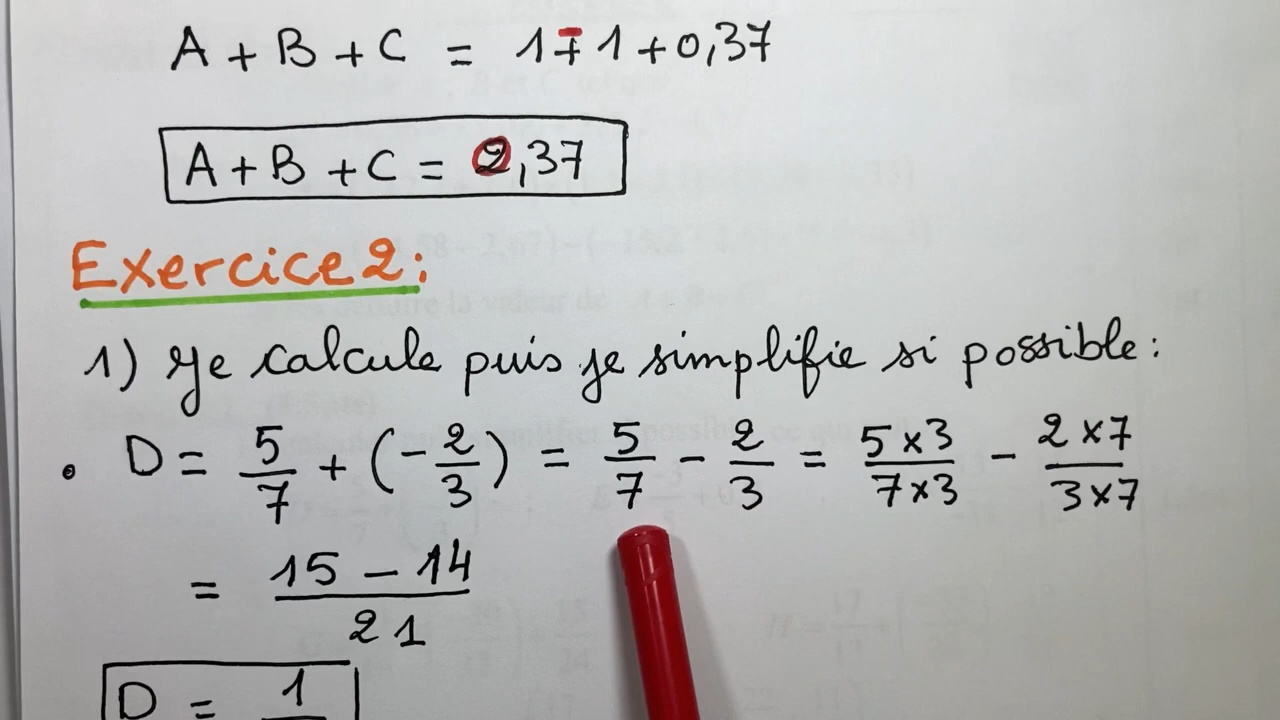 A + B + C = 1 + 1 + 0,37
A + B + C = 2,37
Exercice 2:
1) Je calcule puis je simplifie si possible:
• D = 5/7 + (-2/3) = 5/7 - 2/3 = 5×3/7×3 - 2×7/3×7
= 15 - 14/21
D = 1